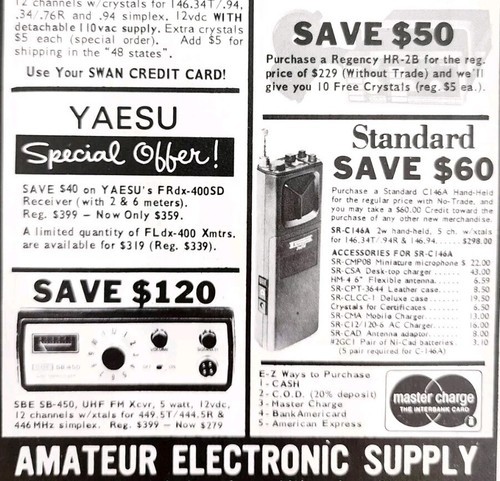 12 channels w/crystals for 146.34T/.94,
.34/.76R and .94 simplex. 12vdc WITH
detachable 110vac supply. Extra crystals
$5 each (special order). Add $5 for
shipping in the "48 states".
Use Your SWAN CREDIT CARD!
YAESU
Special Offer!
SAVE $40 on YAESU's FRdx-400SD
Receiver (with 2 & 6 meters).
Reg. $399 — Now Only $359.
A limited quantity of FLdx-400 Xmtrs.
are available for $319 (Reg. $339).
SAVE $120
SBE SB-450, UHF FM Xcvr, 5 watt, 12vdc,
12 channels w/xtals for 449.5T/444.5R &
446 MHz simplex. Reg. $399 — Now $279
SAVE $50
Purchase a Regency HR-2B for the reg.
price of $229 (Without Trade) and we'll
give you 10 Free Crystals (reg. $5 ea.).
Standard
SAVE $60
Purchase a Standard C146A Hand-Held
for the regular price with No-Trade, and
you may take a $60.00 Credit toward the
purchase of any other new merchandise.
SR-C146A 2w hand-held, 5 ch. w/xtals
for 146.34T/.94R & 146.94. .... $298.00
ACCESSORIES FOR SR-C146A
SR-CMP08 Miniature microphone $ 22.00
SR-CSA Desk-top charger ...... 43.00
HM-4 6" Flexible antenna .... 6.59
SR-CPT-3644 Leather case ..... 8.50
SR-CLCC-1 Deluxe case ....... 19.50
Crystals for Certificates ....... 6.50
SR-CMA Mobile Charger ...... 13.00
SR-C12/120-6 AC Charger .... 16.00
SR-CAD Antenna adapter ..... 8.00
#2GC1 Pair of Ni-Cad batteries . 3.10
(5 pair required for C-146A)
E-Z Ways to Purchase
1 - CASH
2 - C.O.D. (20% deposit)
3 - Master Charge
4 - BankAmericard
5 - American Express
master charge
THE INTERBANK CARD
AMATEUR ELECTRONIC SUPPLY